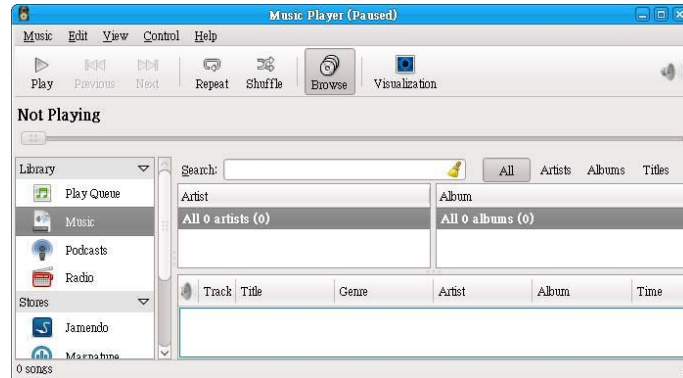 Music Player (Paused)
Music Edit View Control Help
Play Previous Next Repeat Shuffle Browse Visualization
Not Playing
Library
Play Queue
Music
Podcasts
Radio
Stores
Jamendo
Magnatune
Search:
All Artists Albums Titles
Artist Album
All 0 artists (0) All 0 albums (0)
Track Title Genre Artist Album Time
0 songs